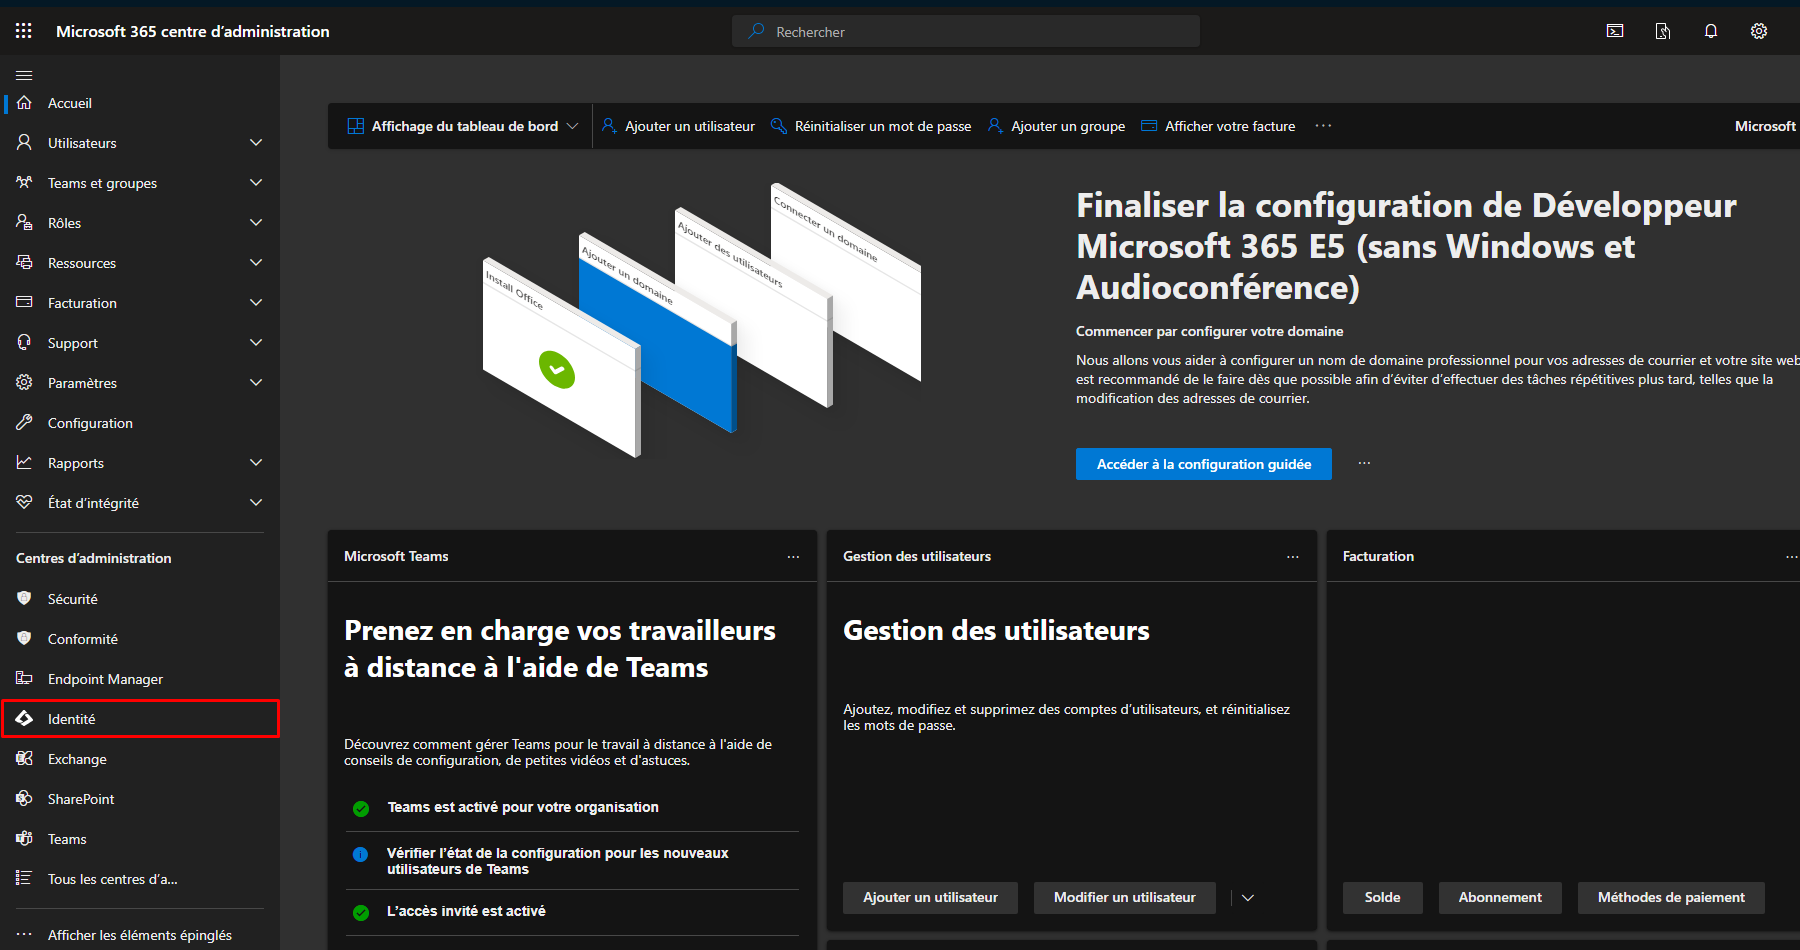 Microsoft 365 centre d’administration
Rechercher
Accueil
Utilisateurs
Teams et groupes
Rôles
Ressources
Facturation
Support
Paramètres
Configuration
Rapports
État d’intégrité
Centres d’administration
Sécurité
Conformité
Endpoint Manager
Identité
Exchange
SharePoint
Teams
Tous les centres d’a...
Afficher les éléments épinglés
Affichage du tableau de bord
Ajouter un utilisateur
Réinitialiser un mot de passe
Ajouter un groupe
Afficher votre facture
Microsoft
Install Office
Ajouter un domaine
Ajouter des utilisateurs
Connecter un domaine
Finaliser la configuration de Développeur
Microsoft 365 E5 (sans Windows et
Audioconférence)
Commencer par configurer votre domaine
Nous allons vous aider à configurer un nom de domaine professionnel pour vos adresses de courrier et votre site web
est recommandé de le faire dès que possible afin d’éviter d’effectuer des tâches répétitives plus tard, telles que la
modification des adresses de courrier.
Accéder à la configuration guidée
Microsoft Teams
Prenez en charge vos travailleurs
à distance à l'aide de Teams
Découvrez comment gérer Teams pour le travail à distance à l'aide de
conseils de configuration, de petites vidéos et d'astuces.
Teams est activé pour votre organisation
Vérifier l’état de la configuration pour les nouveaux
utilisateurs de Teams
L’accès invité est activé
Gestion des utilisateurs
Gestion des utilisateurs
Ajoutez, modifiez et supprimez des comptes d’utilisateurs, et réinitialisez
les mots de passe.
Ajouter un utilisateur
Modifier un utilisateur
Facturation
Solde
Abonnement
Méthodes de paiement